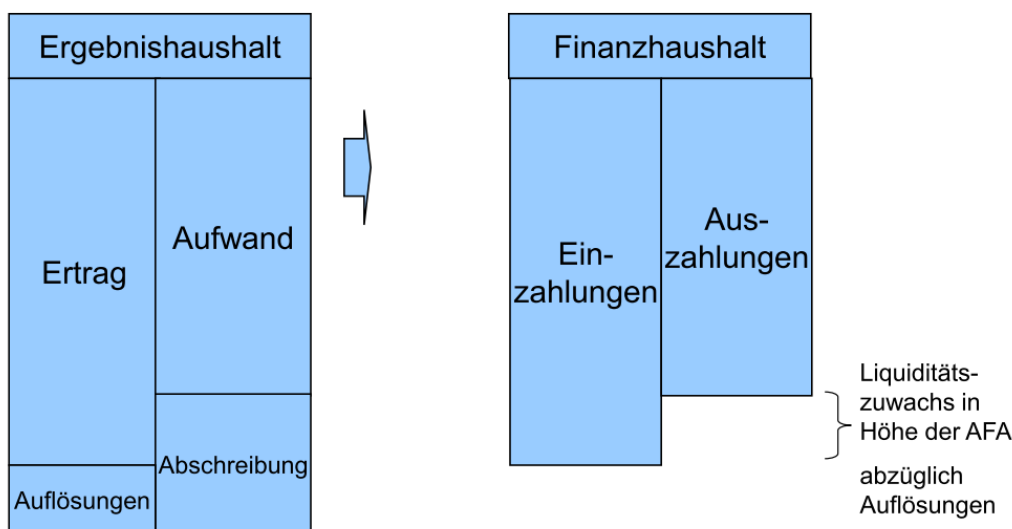 Ergebnishaushalt
Ertrag
Aufwand
Auflösungen
Abschreibung
Finanzhaushalt
Ein-
zahlungen
Aus-
zahlungen
Liquiditäts-
zuwachs in
Höhe der AFA
abzüglich
Auflösungen